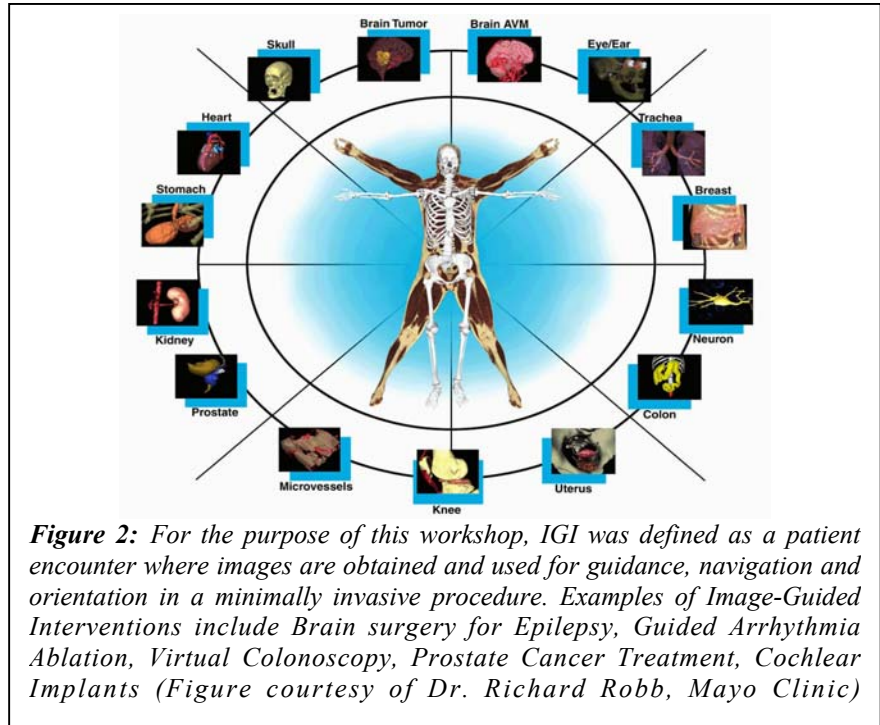 Brain Tumor Brain AVM
Skull Eye/Ear
Heart Trachea
Stomach Breast
Kidney Neuron
Prostate Colon
Microvessels Uterus
Knee
Figure 2: For the purpose of this workshop, IGI was defined as a patient
encounter where images are obtained and used for guidance, navigation and
orientation in a minimally invasive procedure. Examples of Image-Guided
Interventions include Brain surgery for Epilepsy, Guided Arrhythmia
Ablation, Virtual Colonoscopy, Prostate Cancer Treatment, Cochlear
Implants (Figure courtesy of Dr. Richard Robb, Mayo Clinic)